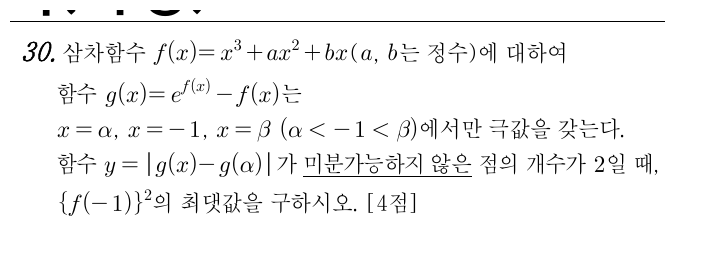 30. 삼차함수 f(x)=x³+ax²+bx(a, b는 정수)에 대하여
함수 g(x)=e^{f(x)}-f(x)는
x=α, x=-1, x=β (α<-1<β)에서만 극값을 갖는다.
함수 y=|g(x)-g(α)|가 미분가능하지 않은 점의 개수가 2일 때,
{f(-1)}²의 최댓값을 구하시오. [4점]